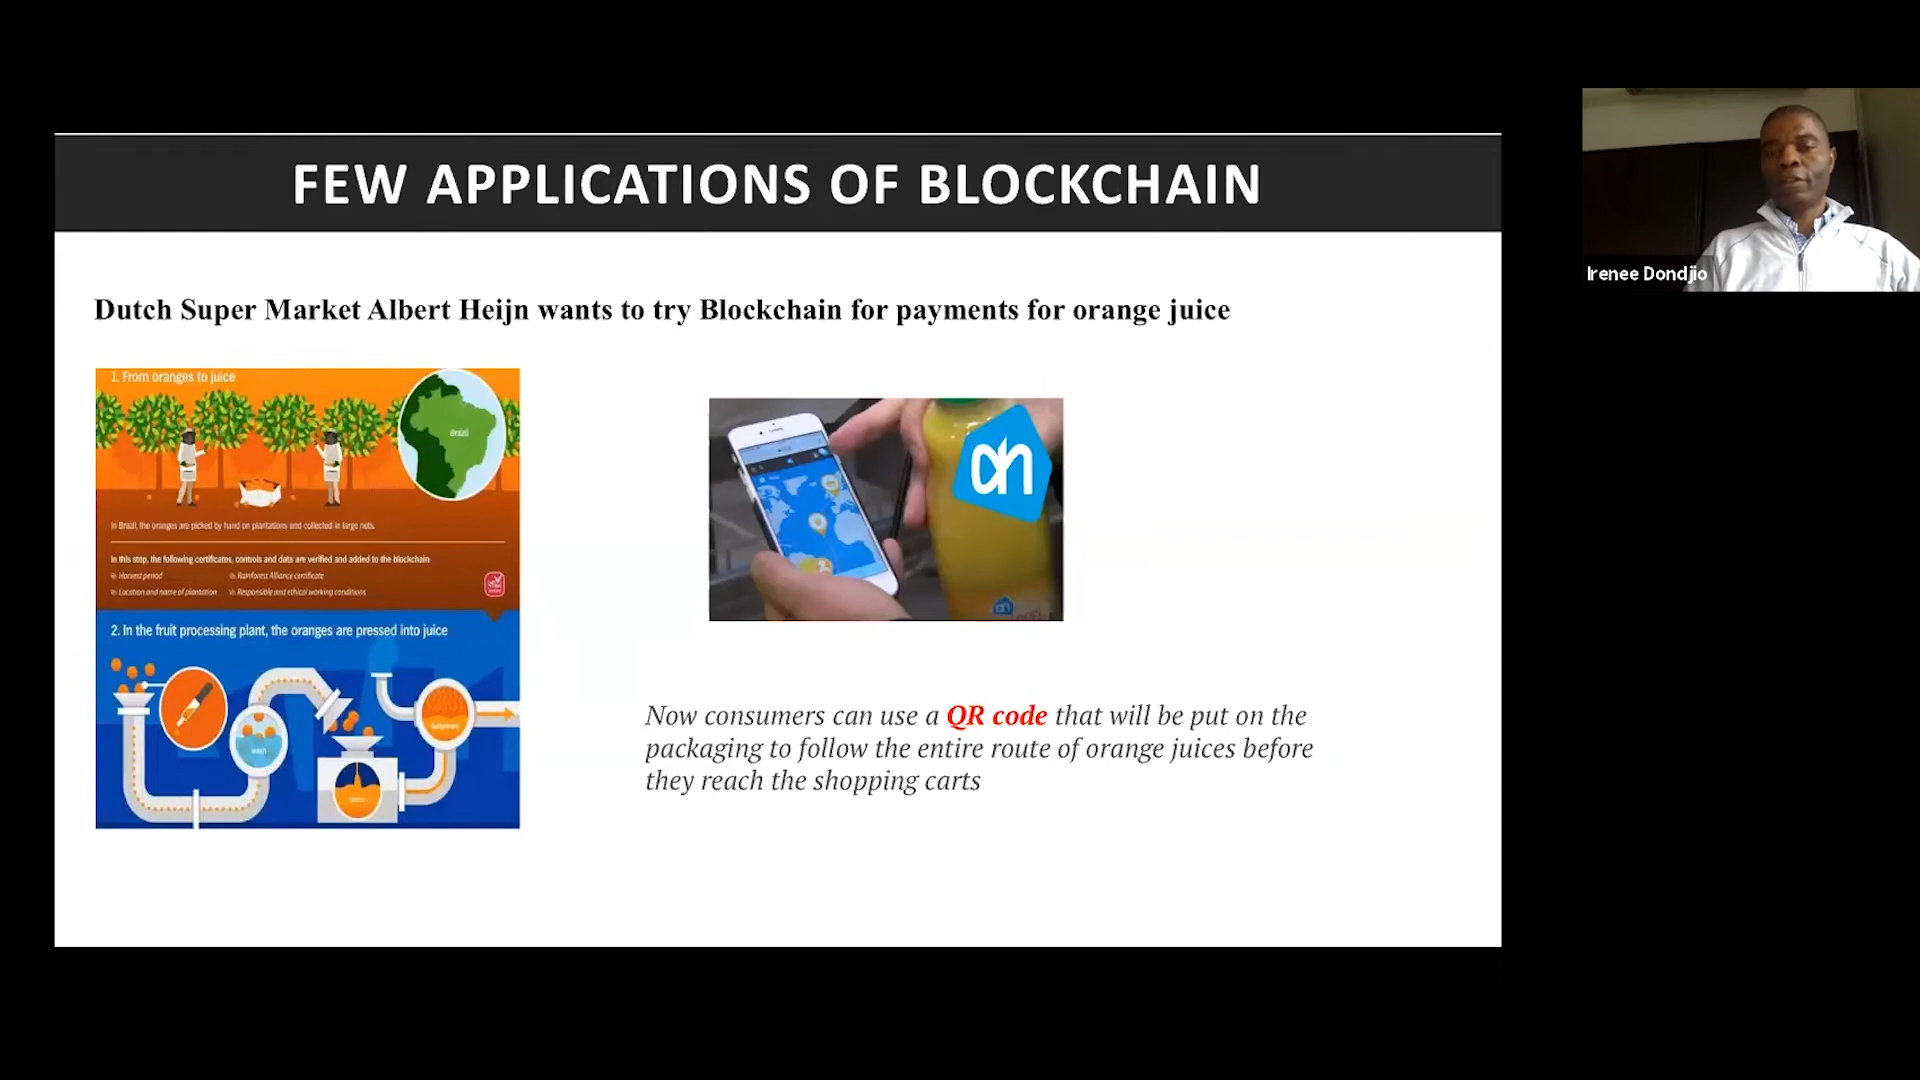 FEW APPLICATIONS OF BLOCKCHAIN
Irenee Dondjio
Dutch Super Market Albert Heijn wants to try Blockchain for payments for orange juice
1. From oranges to juice
Brazil
In Brazil, the oranges are picked by hand on plantations and collected in large nets.
In this step, the following certificates, controls and data are verified and added to the blockchain:
Harvest period
Rainforest Alliance certificate
Location and name of plantation
Responsible and ethical working conditions
2. In the fruit processing plant, the oranges are pressed into juice
wash
ah
Now consumers can use a QR code that will be put on the
packaging to follow the entire route of orange juices before
they reach the shopping carts